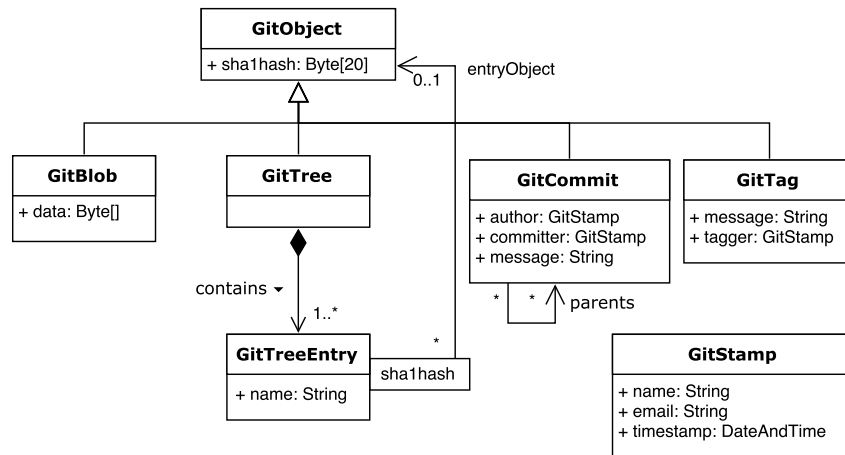 GitObject
+ sha1hash: Byte[20]
0..1
entryObject
GitBlob
+ data: Byte[]
GitTree
GitCommit
+ author: GitStamp
+ committer: GitStamp
+ message: String
GitTag
+ message: String
+ tagger: GitStamp
contains
1..*
* *
parents
GitTreeEntry
+ name: String
*
sha1hash
GitStamp
+ name: String
+ email: String
+ timestamp: DateAndTime